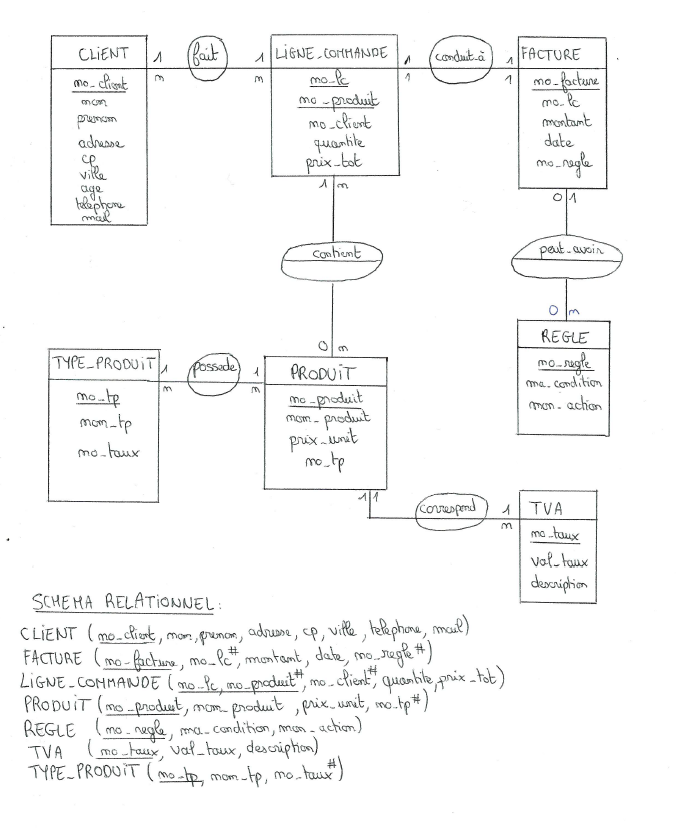 CLIENT
no_client
nom
prenom
adresse
cp
ville
age
telephone
mail
1 fait 1
n n
LIGNE_COMMANDE
no_lc
no_produit
no_client
quantite
prix_tot
1 conduit_à 1
1 1
FACTURE
no_facture
no_lc
montant
date
no_regle
1 n
contient
0 n
0 1
peut_avoir
0 n
REGLE
no_regle
ma_condition
mon_action
TYPE_PRODUIT
no_tp
nom_tp
no_taux
1 possede 1
n n
PRODUIT
no_produit
nom_produit
prix_unit
no_tp
1 1
correspond 1
n
TVA
no_taux
val_taux
description
SCHEMA RELATIONNEL :
CLIENT (no_client, nom, prenom, adresse, cp, ville, telephone, mail)
FACTURE (no_facture, no_lc#, montant, date, no_regle#)
LIGNE_COMMANDE (no_lc, no_produit#, no_client#, quantite, prix_tot)
PRODUIT (no_produit, nom_produit, prix_unit, no_tp#)
REGLE (no_regle, ma_condition, mon_action)
TVA (no_taux, val_taux, description)
TYPE_PRODUIT (no_tp, nom_tp, no_taux#)